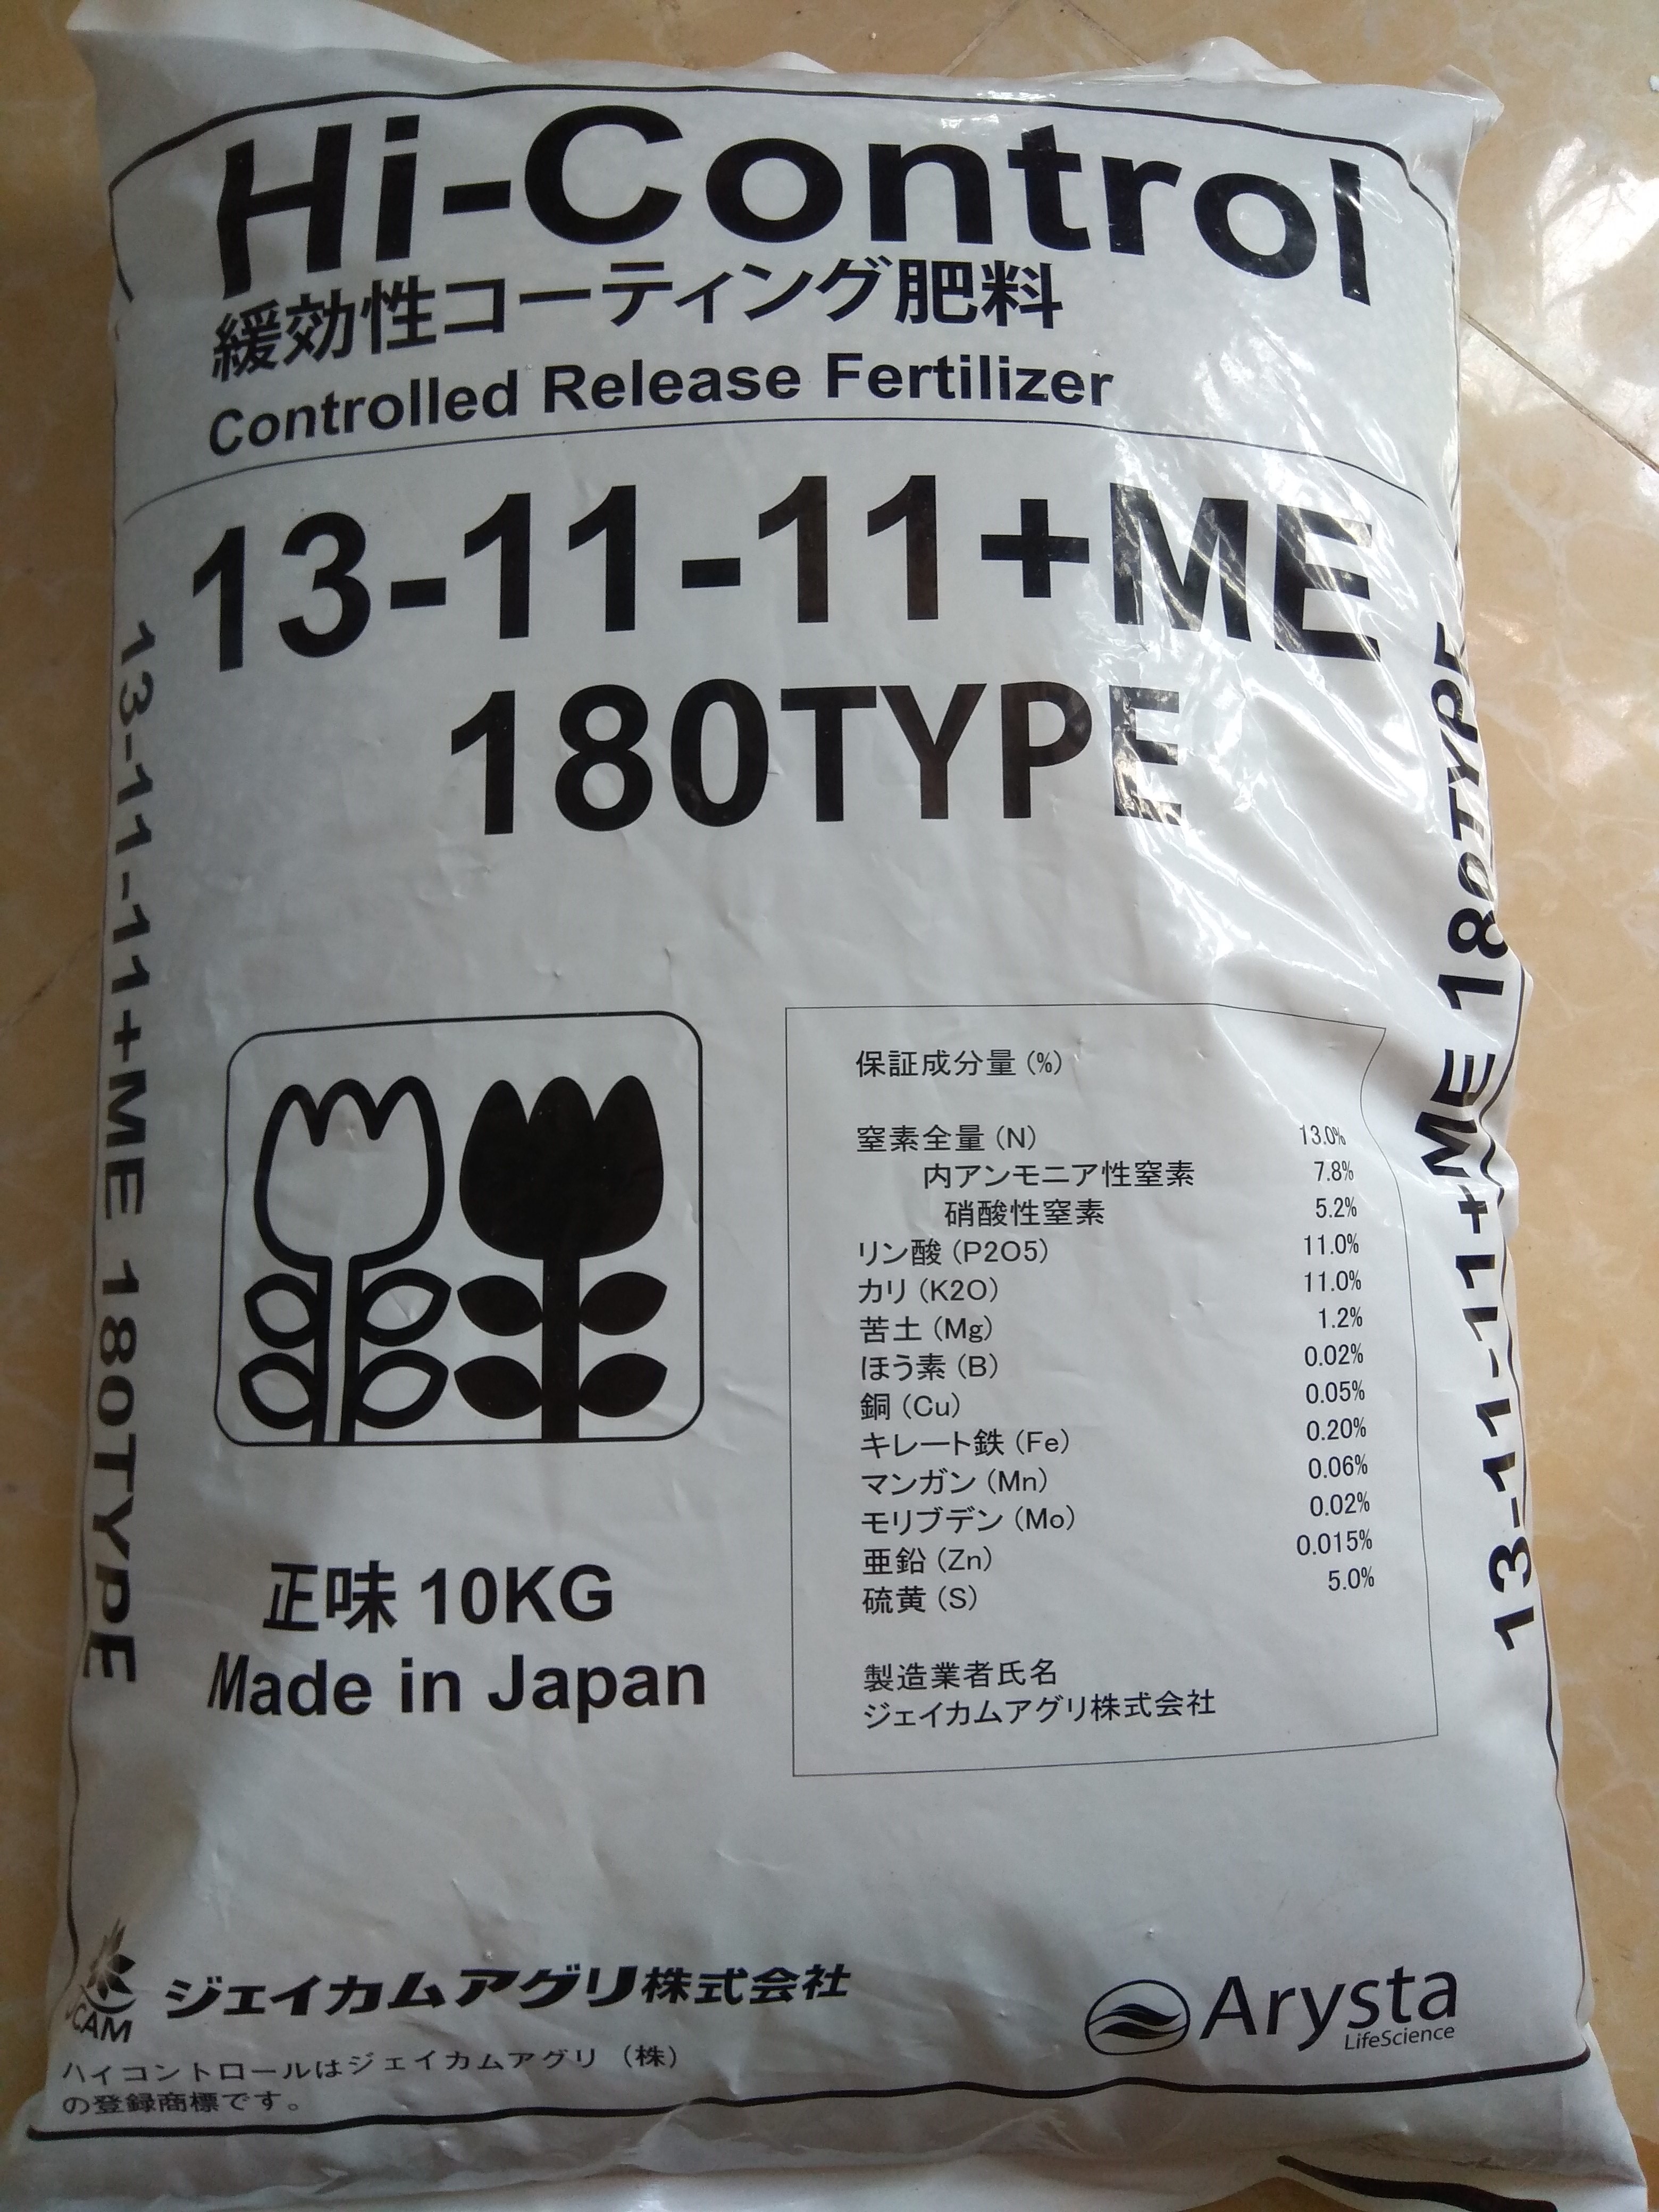 Hi-Control
緩効性コーティング肥料
Controlled Release Fertilizer
13-11-11+ME
180TYPE
13-11-11+ME 180TYPE
13-11-11+ME 180TYPE
保証成分量(%)
窒素全量(N) 13.0%
内アンモニア性窒素 7.8%
硝酸性窒素 5.2%
リン酸(P2O5) 11.0%
カリ(K2O) 11.0%
苦土(Mg) 1.2%
ほう素(B) 0.02%
銅(Cu) 0.05%
キレート鉄(Fe) 0.20%
マンガン(Mn) 0.06%
モリブデン(Mo) 0.02%
亜鉛(Zn) 0.015%
硫黄(S) 5.0%
製造業者氏名
ジェイカムアグリ株式会社
正味 10KG
Made in Japan
JCAM
ジェイカムアグリ株式会社
ハイコントロールはジェイカムアグリ(株)
の登録商標です。
Arysta
LifeScience